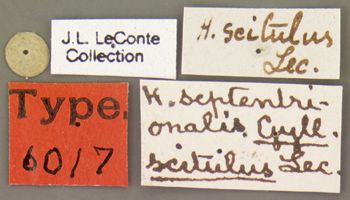 J.L. LeConte
Collection
H. scitulus
Lec.
Type.
6017
H. septentri-
onalis Gyll.
scitulus Lec.